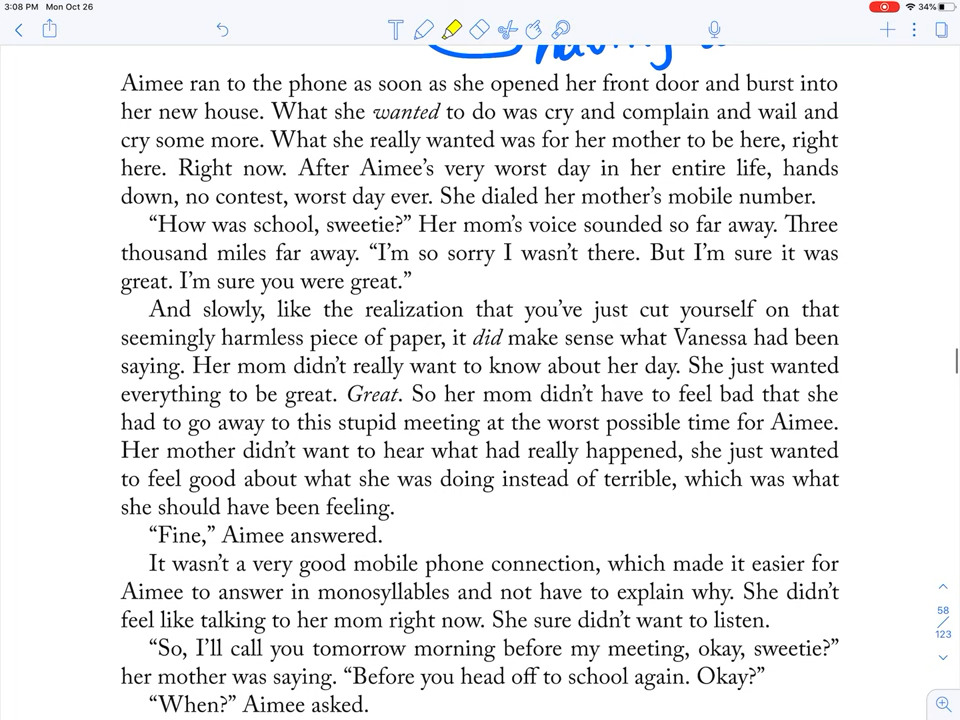 3:08 PM Mon Oct 26
34%
T
Aimee ran to the phone as soon as she opened her front door and burst into
her new house. What she wanted to do was cry and complain and wail and
cry some more. What she really wanted was for her mother to be here, right
here. Right now. After Aimee’s very worst day in her entire life, hands
down, no contest, worst day ever. She dialed her mother’s mobile number.
“How was school, sweetie?” Her mom’s voice sounded so far away. Three
thousand miles far away. “I’m so sorry I wasn’t there. But I’m sure it was
great. I’m sure you were great.”
And slowly, like the realization that you’ve just cut yourself on that
seemingly harmless piece of paper, it did make sense what Vanessa had been
saying. Her mom didn’t really want to know about her day. She just wanted
everything to be great. Great. So her mom didn’t have to feel bad that she
had to go away to this stupid meeting at the worst possible time for Aimee.
Her mother didn’t want to hear what had really happened, she just wanted
to feel good about what she was doing instead of terrible, which was what
she should have been feeling.
“Fine,” Aimee answered.
It wasn’t a very good mobile phone connection, which made it easier for
Aimee to answer in monosyllables and not have to explain why. She didn’t
feel like talking to her mom right now. She sure didn’t want to listen.
“So, I’ll call you tomorrow morning before my meeting, okay, sweetie?”
her mother was saying. “Before you head off to school again. Okay?”
“When?” Aimee asked.
58
/
123